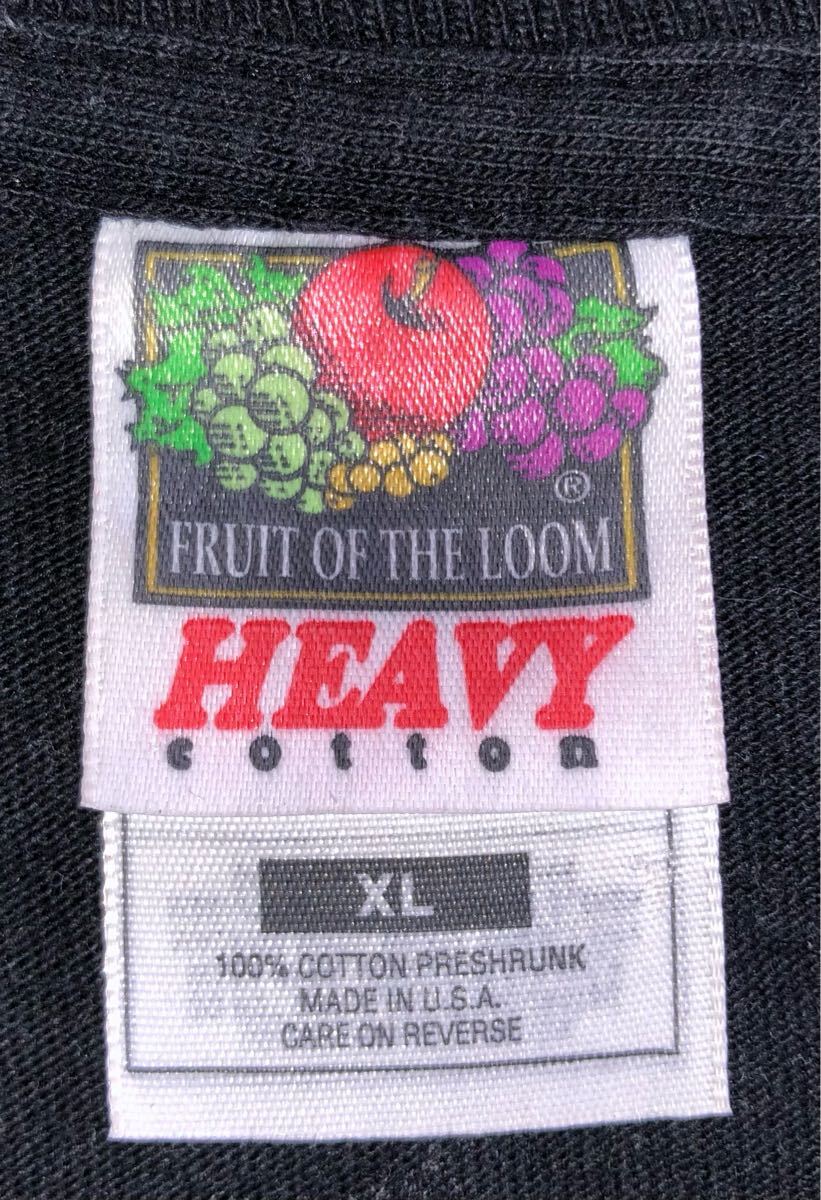 ®
FRUIT OF THE LOOM
HEAVY
cotton
XL
100% COTTON PRESHRUNK
MADE IN U.S.A.
CARE ON REVERSE